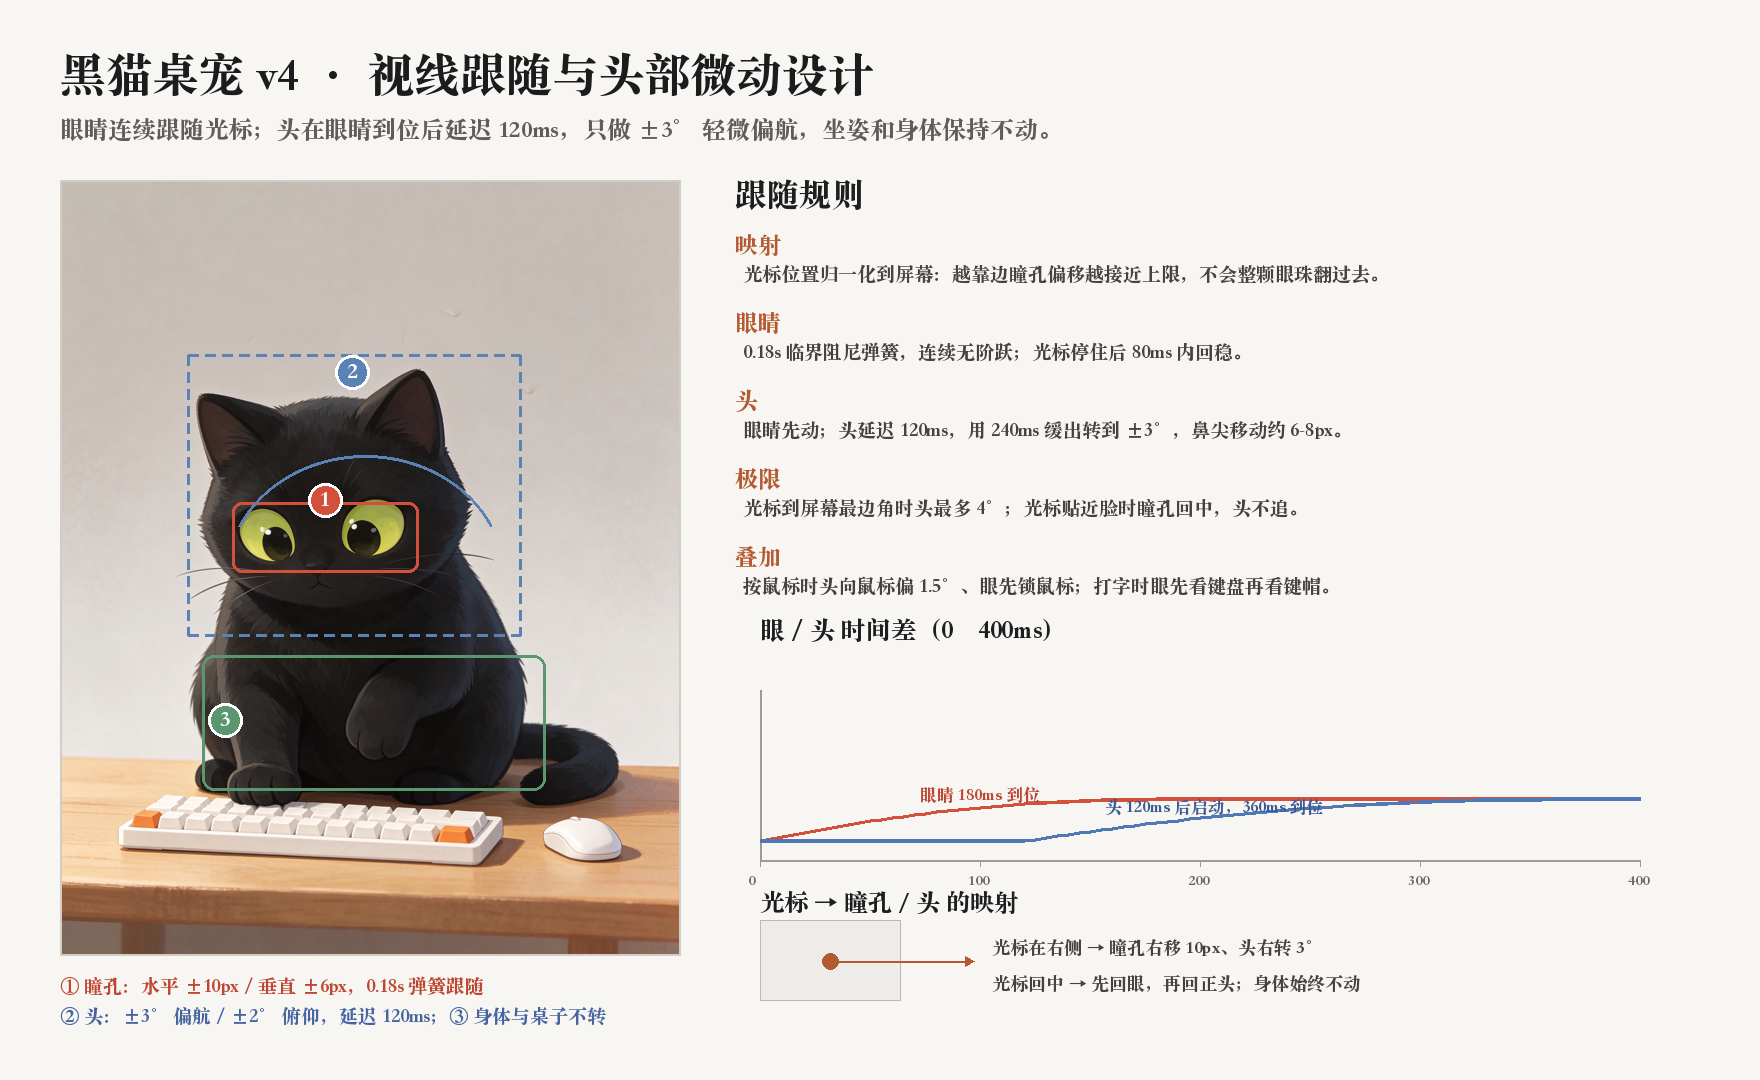 黑猫桌宠 v4 · 视线跟随与头部微动设计
眼睛连续跟随光标；头在眼睛到位后延迟 120ms，只做 ±3° 轻微偏航，坐姿和身体保持不动。
2
1
3
① 瞳孔：水平 ±10px / 垂直 ±6px，0.18s 弹簧跟随
② 头：±3° 偏航 / ±2° 俯仰，延迟 120ms；③ 身体与桌子不转
跟随规则
映射
光标位置归一化到屏幕：越靠边瞳孔偏移越接近上限，不会整颗眼珠翻过去。
眼睛
0.18s 临界阻尼弹簧，连续无阶跃；光标停住后 80ms 内回稳。
头
眼睛先动；头延迟 120ms，用 240ms 缓出转到 ±3°，鼻尖移动约 6-8px。
极限
光标到屏幕最边角时头最多 4°；光标贴近脸时瞳孔回中，头不追。
叠加
按鼠标时头向鼠标偏 1.5°、眼先锁鼠标；打字时眼先看键盘再看键帽。
眼 / 头 时间差（0 400ms）
眼睛 180ms 到位
头 120ms 后启动，360ms 到位
0 100 200 300 400
光标 → 瞳孔 / 头 的映射
光标在右侧 → 瞳孔右移 10px、头右转 3°
光标回中 → 先回眼，再回正头；身体始终不动